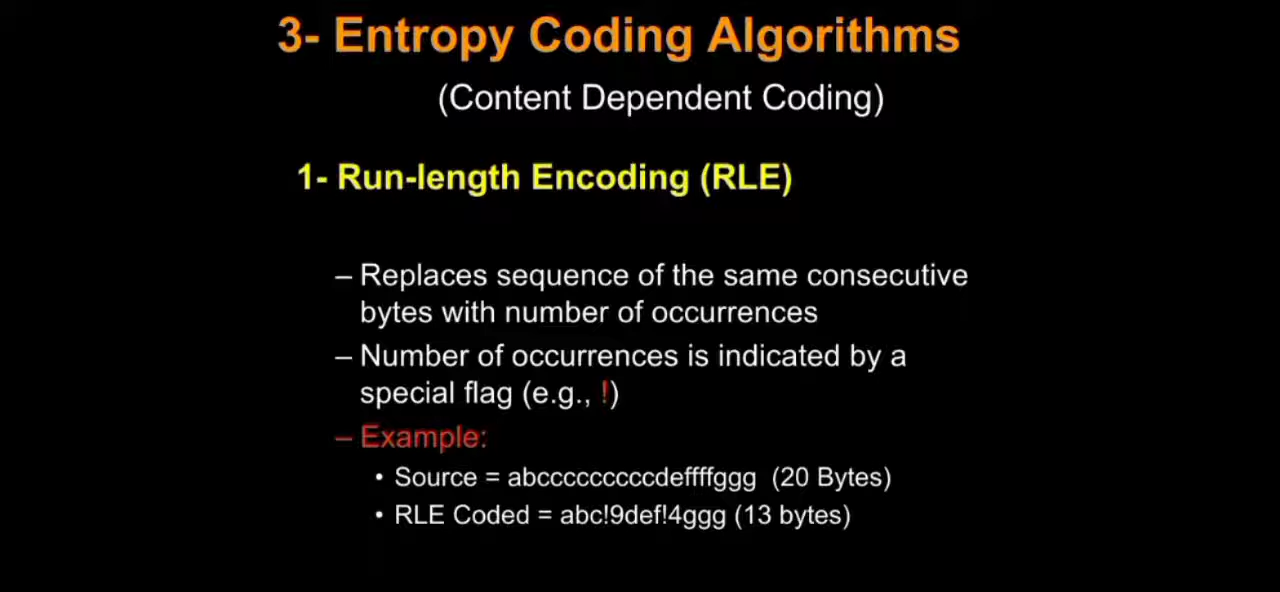 3- Entropy Coding Algorithms
(Content Dependent Coding)
1- Run-length Encoding (RLE)
– Replaces sequence of the same consecutive
bytes with number of occurrences
– Number of occurrences is indicated by a
special flag (e.g., !)
– Example:
• Source = abcccccccccdeffffggg (20 Bytes)
• RLE Coded = abc!9def!4ggg (13 bytes)